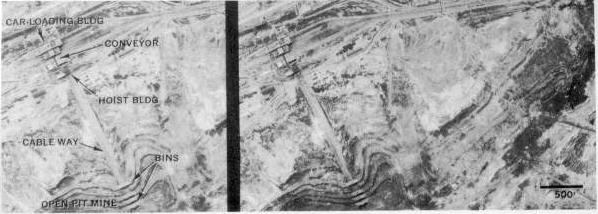 CAR-LOADING BLDG
CONVEYOR
HOIST BLDG
CABLE WAY
BINS
OPEN-PIT MINE
500'